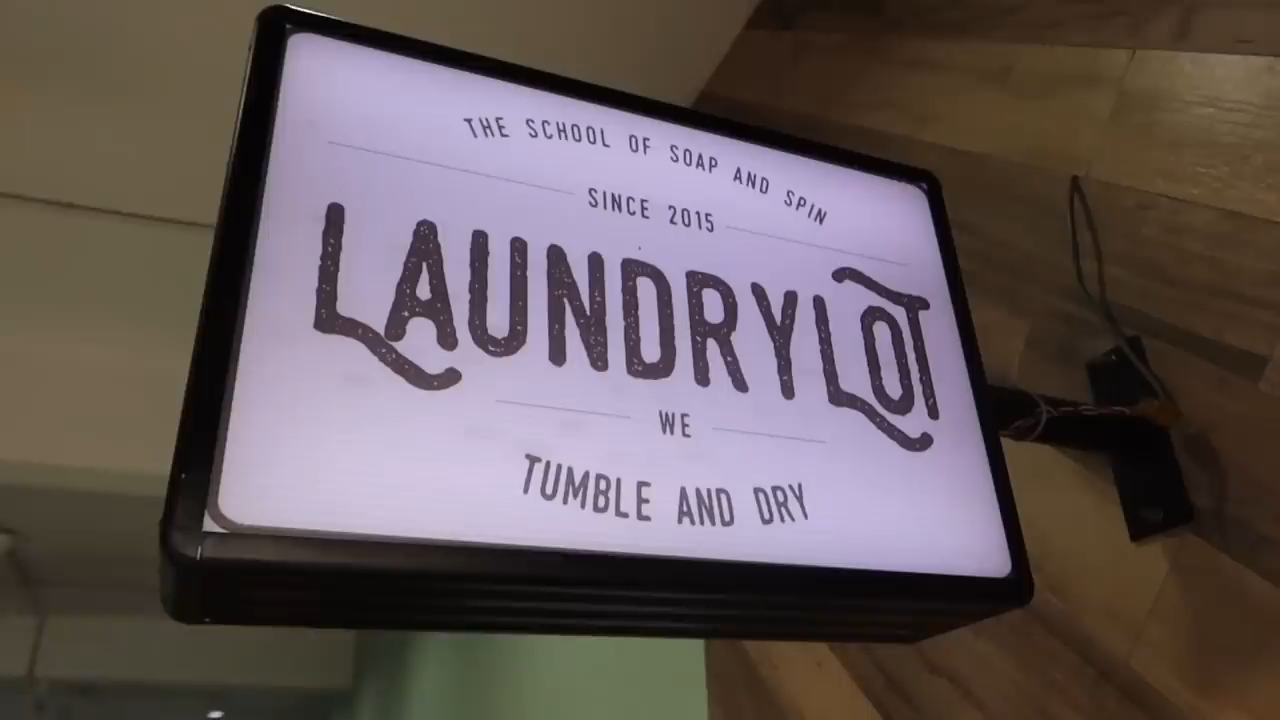 THE SCHOOL OF SOAP AND SPIN
SINCE 2015
LAUNDRYLOT
WE
TUMBLE AND DRY